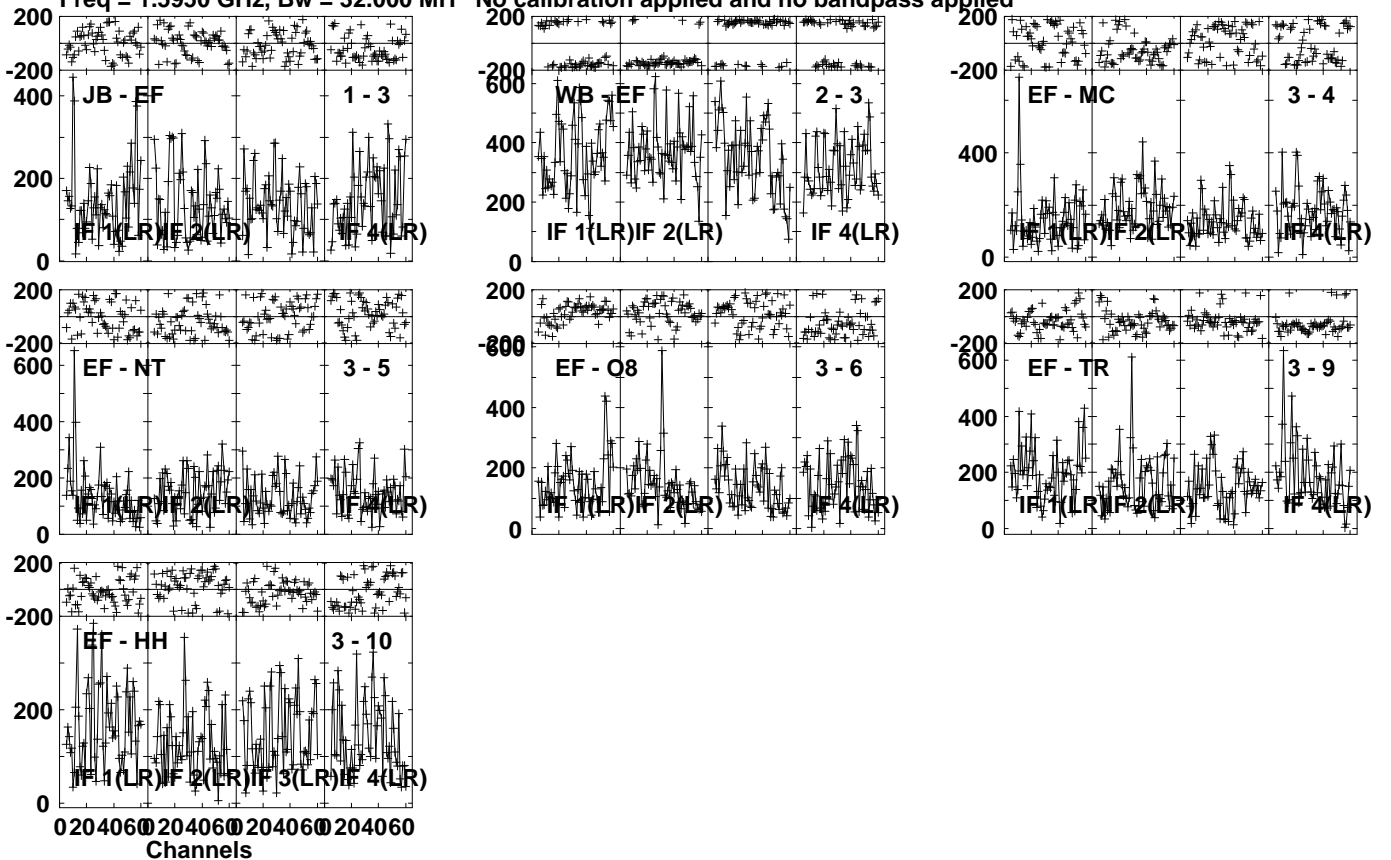 Freq = 1.5950 GHz, Bw = 32.000 MH No calibration applied and no bandpass applied
200
-200
400
200
0
JB - EF 1 - 3
IF 1(LR) IF 2(LR) IF 4(LR)
200
-200
600
400
200
0
WB - EF 2 - 3
IF 1(LR) IF 2(LR) IF 4(LR)
200
-200
400
0
EF - MC 3 - 4
IF 1(LR) IF 2(LR) IF 4(LR)
200
-200
600
400
200
0
EF - NT 3 - 5
IF 1(LR) IF 2(LR) IF 4(LR)
200
-200
600
400
200
0
EF - O8 3 - 6
IF 1(LR) IF 2(LR) IF 4(LR)
200
-200
600
400
200
0
EF - TR 3 - 9
IF 1(LR) IF 2(LR) IF 4(LR)
200
-200
200
0
EF - HH 3 - 10
IF 1(LR) IF 2(LR) IF 3(LR) IF 4(LR)
0 20 40 60 0 20 40 60 0 20 40 60 0 20 40 60
Channels